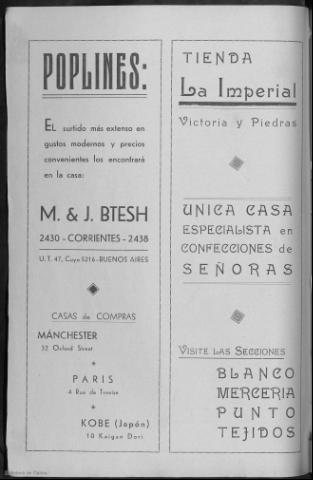 POPLINES:
EL surtido más extenso en
gustos modernos y precios
convenientes los encontrará
en la casa:
M. & J. BTESH
2430 - CORRIENTES - 2438
U. T. 47, Cuyo 5216 - BUENOS AIRES
CASAS de COMPRAS
MÁNCHESTER
32 Oxford Street
PARIS
4 Rue de Trevise
KOBE (Japón)
10 Kaigan Dori
TIENDA
La Imperial
Victoria y Piedras
UNICA CASA
ESPECIALISTA en
CONFECCIONES de
SEÑORAS
VISITE LAS SECCIONES
BLANCO
MERCERIA
PUNTO
TEJIDOS